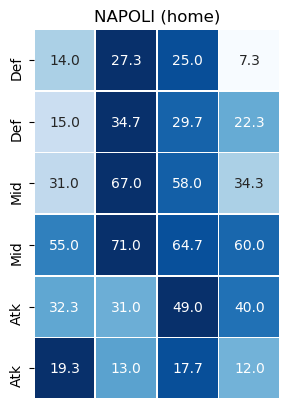 NAPOLI (home)
Def 14.0 27.3 25.0 7.3
Def 15.0 34.7 29.7 22.3
Mid 31.0 67.0 58.0 34.3
Mid 55.0 71.0 64.7 60.0
Atk 32.3 31.0 49.0 40.0
Atk 19.3 13.0 17.7 12.0